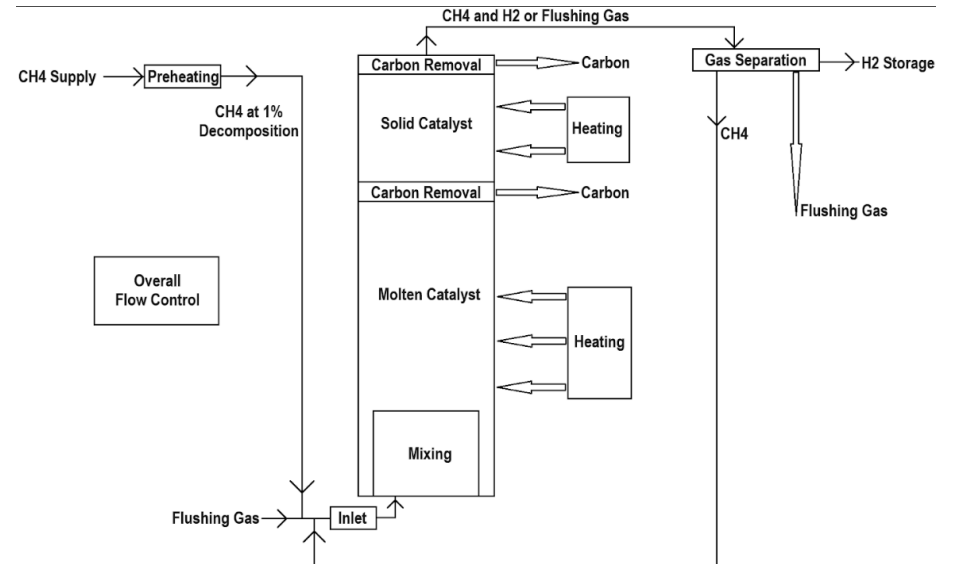 CH4 and H2 or Flushing Gas
CH4 Supply
Preheating
Carbon Removal
Carbon
Gas Separation
H2 Storage
CH4 at 1%
Decomposition
Solid Catalyst
Heating
CH4
Carbon Removal
Carbon
Flushing Gas
Overall
Flow Control
Molten Catalyst
Heating
Mixing
Flushing Gas
Inlet